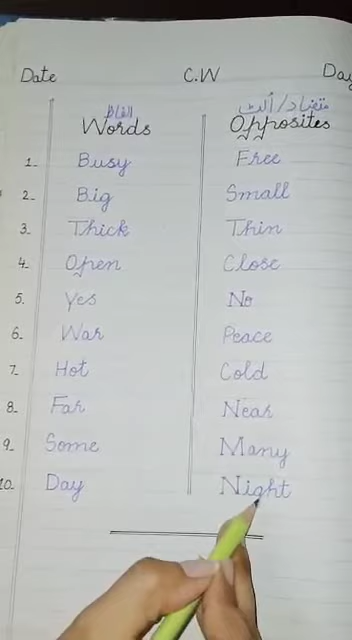 Date C.W Day
الفاظ متضاد/الٹ
Words Opposites
1. Busy Free
2. Big Small
3. Thick Thin
4. Open Close
5. Yes No
6. War Peace
7. Hot Cold
8. Far Near
9. Some Many
10. Day Night